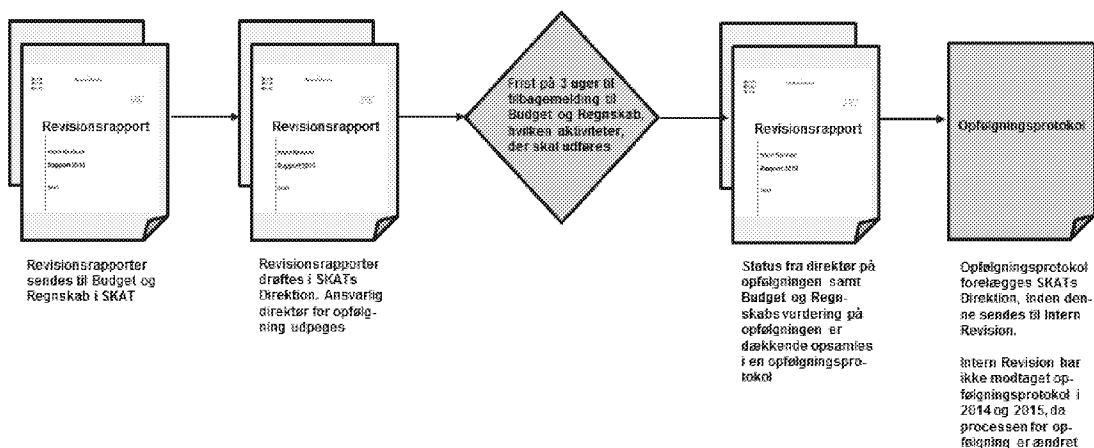 Revisionsrapport
Revisionsrapporter
sendes til Budget og
Regnskab i SKAT
Revisionsrapport
Revisionsrapporter
drøftes i SKATs
Direktion. Ansvarlig
direktør for opfølg-
ning udpeges
Frist på 3 uger til
tilbagemelding til
Budget og Regnskab,
hvilken aktiviteter,
der skal udføres
Revisionsrapport
Status fra direktør på
opfølgningen samt
Budget og Regn-
skabs vurdering på
opfølgningen er
dækkende opsamles
i en opfølgningspro-
tokol
Opfølgningsprotokol
Opfølgningsprotokol
forelægges SKATs
Direktion, inden den-
ne sendes til Intern
Revision.
Intern Revision har
ikke modtaget op-
følgningsprotokol i
2014 og 2015, da
processen for op-
følgning er ændret